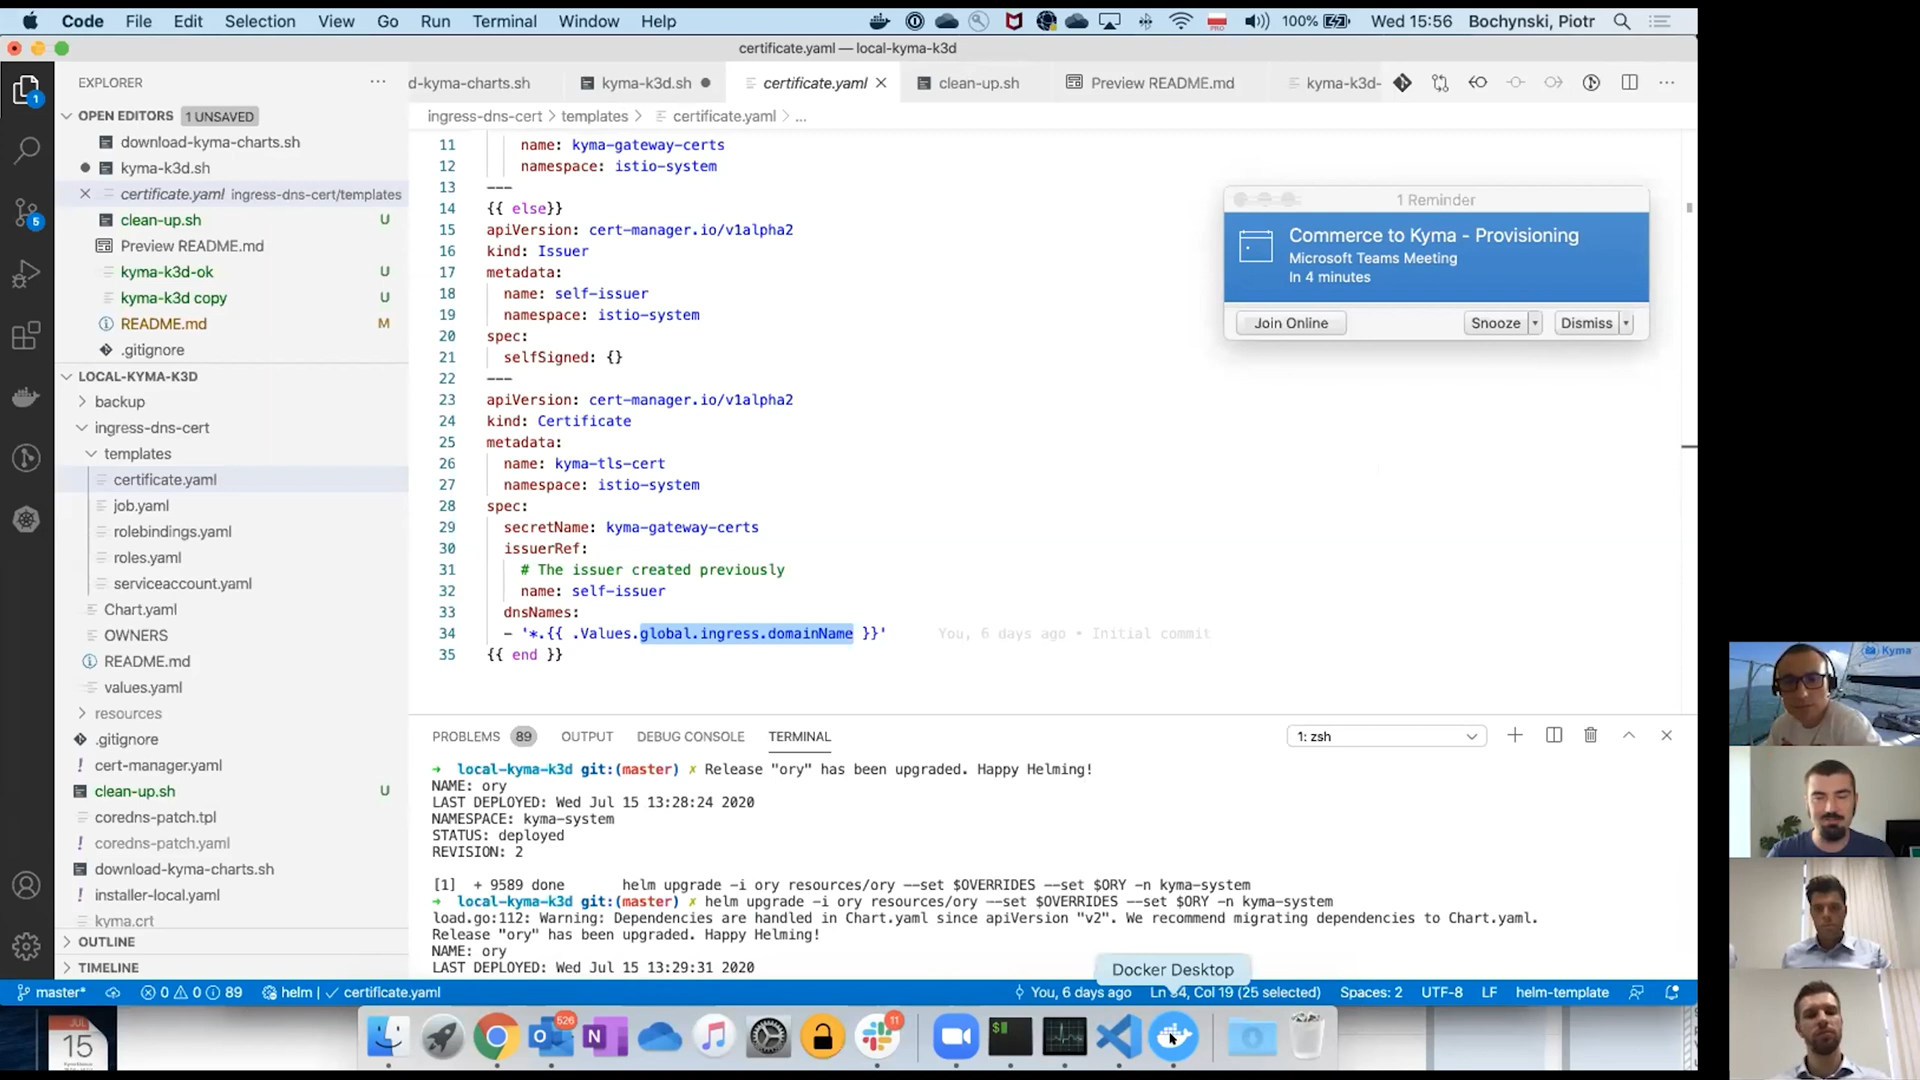 Code File Edit Selection View Go Run Terminal Window Help 100% Wed 15:56 Bochynski, Piotr
certificate.yaml — local-kyma-k3d
EXPLORER
d-kyma-charts.sh kyma-k3d.sh certificate.yaml clean-up.sh Preview README.md kyma-k3d-
OPEN EDITORS 1 UNSAVED
download-kyma-charts.sh
kyma-k3d.sh
certificate.yaml ingress-dns-cert/templates
clean-up.sh U
Preview README.md
kyma-k3d-ok U
kyma-k3d copy U
README.md M
.gitignore
LOCAL-KYMA-K3D
backup
ingress-dns-cert
templates
certificate.yaml
job.yaml
rolebindings.yaml
roles.yaml
serviceaccount.yaml
Chart.yaml
OWNERS
README.md
values.yaml
resources
.gitignore
cert-manager.yaml
clean-up.sh U
coredns-patch.tpl
coredns-patch.yaml
download-kyma-charts.sh
installer-local.yaml
kyma.crt
OUTLINE
TIMELINE
1
5
ingress-dns-cert > templates > certificate.yaml > ...
11 name: kyma-gateway-certs
12 namespace: istio-system
13 ---
14 {{ else}}
15 apiVersion: cert-manager.io/v1alpha2
16 kind: Issuer
17 metadata:
18 name: self-issuer
19 namespace: istio-system
20 spec:
21 selfSigned: {}
22 ---
23 apiVersion: cert-manager.io/v1alpha2
24 kind: Certificate
25 metadata:
26 name: kyma-tls-cert
27 namespace: istio-system
28 spec:
29 secretName: kyma-gateway-certs
30 issuerRef:
31 # The issuer created previously
32 name: self-issuer
33 dnsNames:
34 - '*.{{ .Values.global.ingress.domainName }}' You, 6 days ago • Initial commit
35 {{ end }}
1 Reminder
Commerce to Kyma - Provisioning
Microsoft Teams Meeting
In 4 minutes
Join Online Snooze Dismiss
PROBLEMS 89 OUTPUT DEBUG CONSOLE TERMINAL 1: zsh
→ local-kyma-k3d git:(master) ✗ Release "ory" has been upgraded. Happy Helming!
NAME: ory
LAST DEPLOYED: Wed Jul 15 13:28:24 2020
NAMESPACE: kyma-system
STATUS: deployed
REVISION: 2
[1] + 9589 done helm upgrade -i ory resources/ory --set $OVERRIDES --set $ORY -n kyma-system
→ local-kyma-k3d git:(master) ✗ helm upgrade -i ory resources/ory --set $OVERRIDES --set $ORY -n kyma-system
load.go:112: Warning: Dependencies are handled in Chart.yaml since apiVersion "v2". We recommend migrating dependencies to Chart.yaml.
Release "ory" has been upgraded. Happy Helming!
NAME: ory
LAST DEPLOYED: Wed Jul 15 13:29:31 2020
Docker Desktop
master* 0 0 89 helm | ✓ certificate.yaml You, 6 days ago Ln 34, Col 19 (25 selected) Spaces: 2 UTF-8 LF helm-template
JUL
15
526
11
Kyma